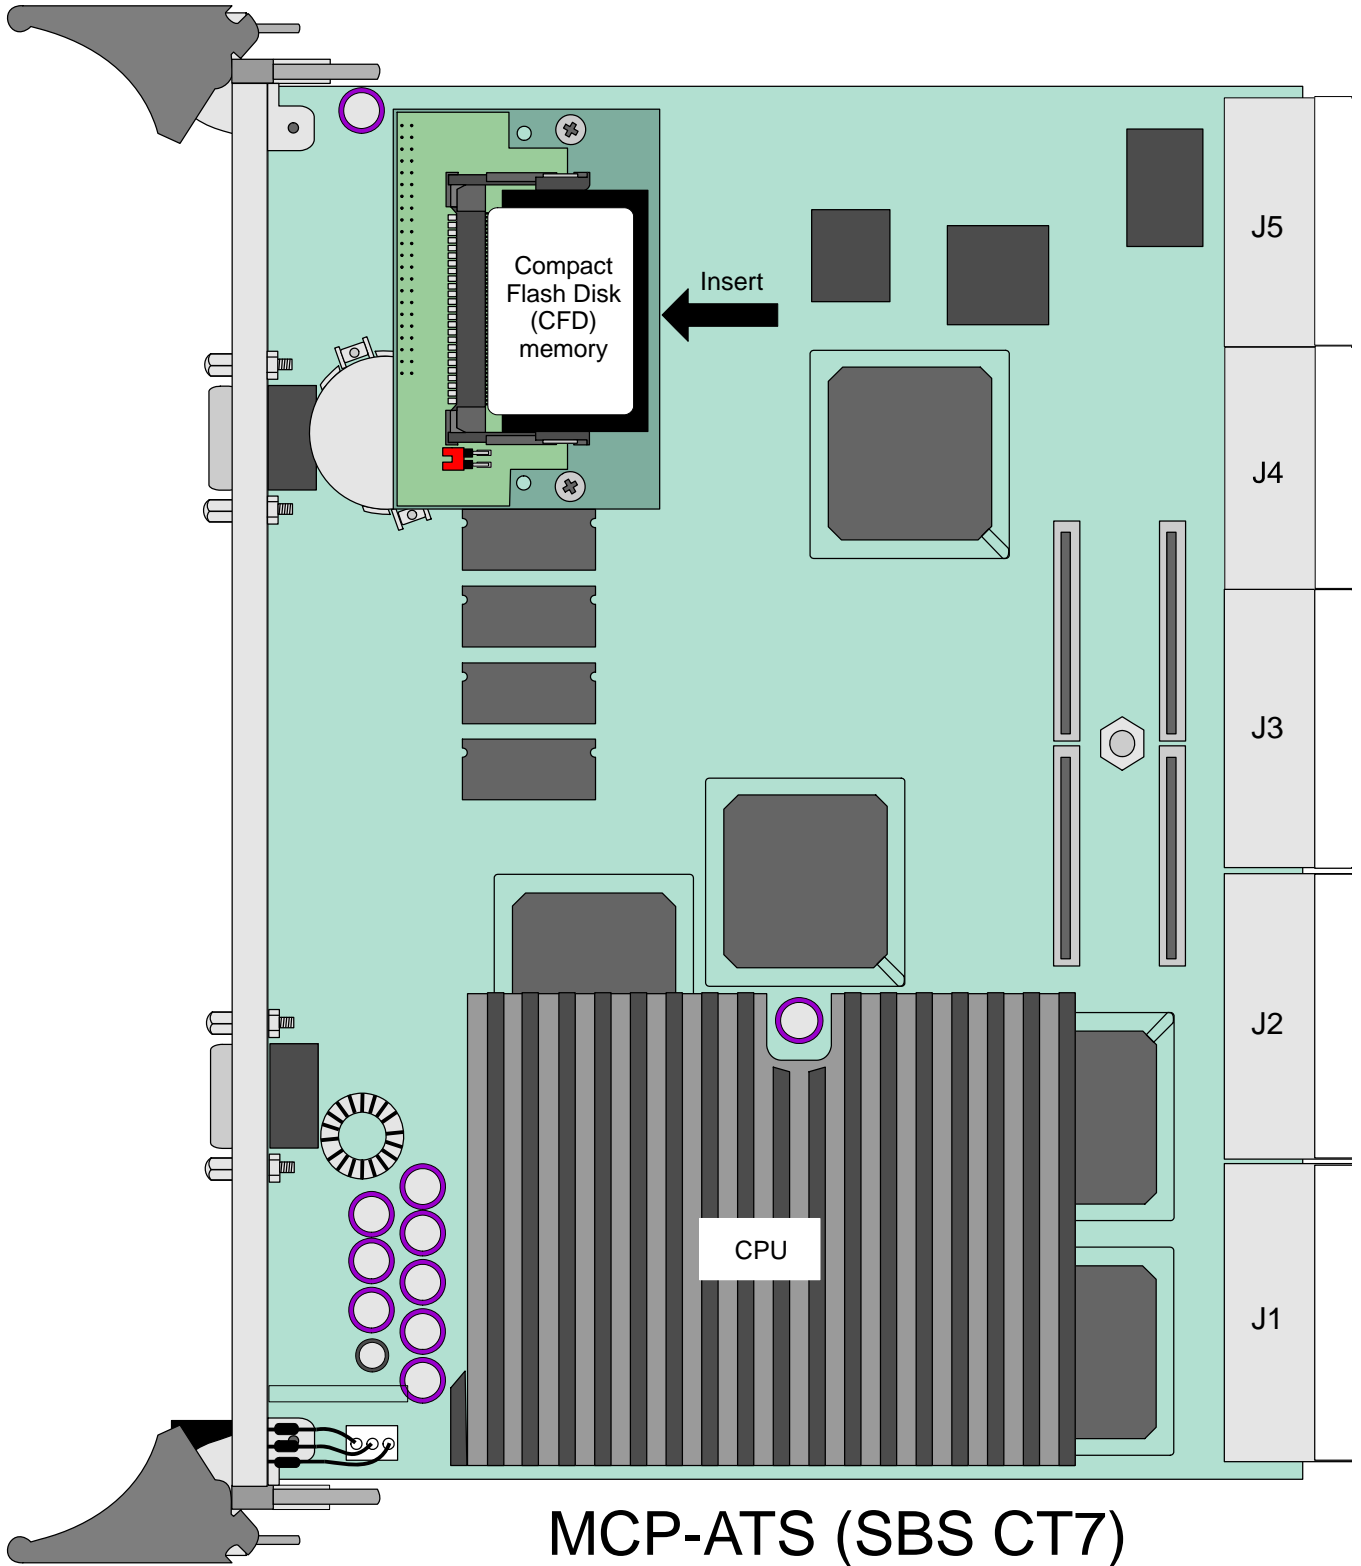 J5
Compact
Flash Disk
(CFD)
memory
Insert
J4
J3
J2
CPU
J1
MCP-ATS (SBS CT7)